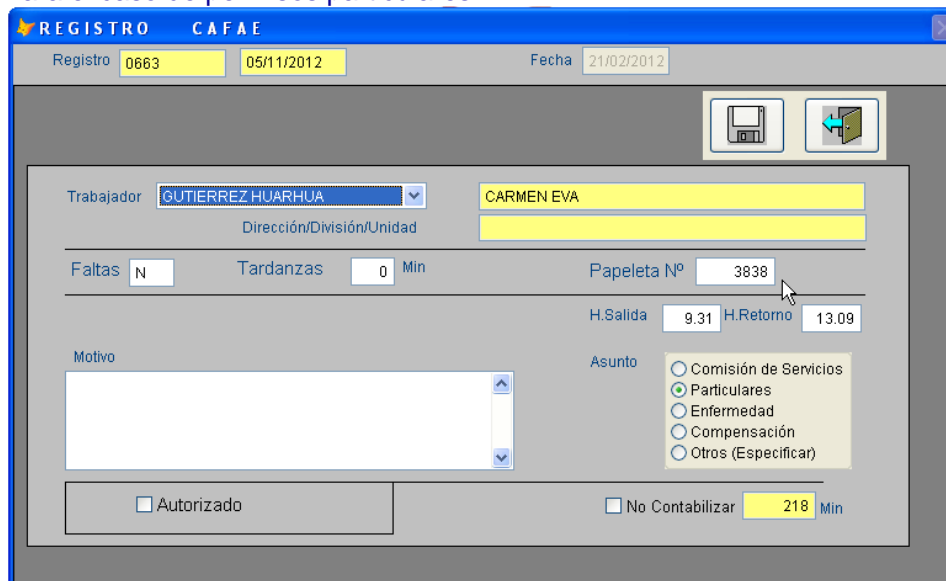 REGISTRO CAFAE
Registro 0663 05/11/2012 Fecha 21/02/2012
Trabajador GUTIERREZ HUARHUA CARMEN EVA
Dirección/División/Unidad
Faltas N Tardanzas 0 Min Papeleta Nº 3838
H.Salida 9.31 H.Retorno 13.09
Motivo
Asunto
Comisión de Servicios
Particulares
Enfermedad
Compensación
Otros (Especificar)
Autorizado
No Contabilizar 218 Min